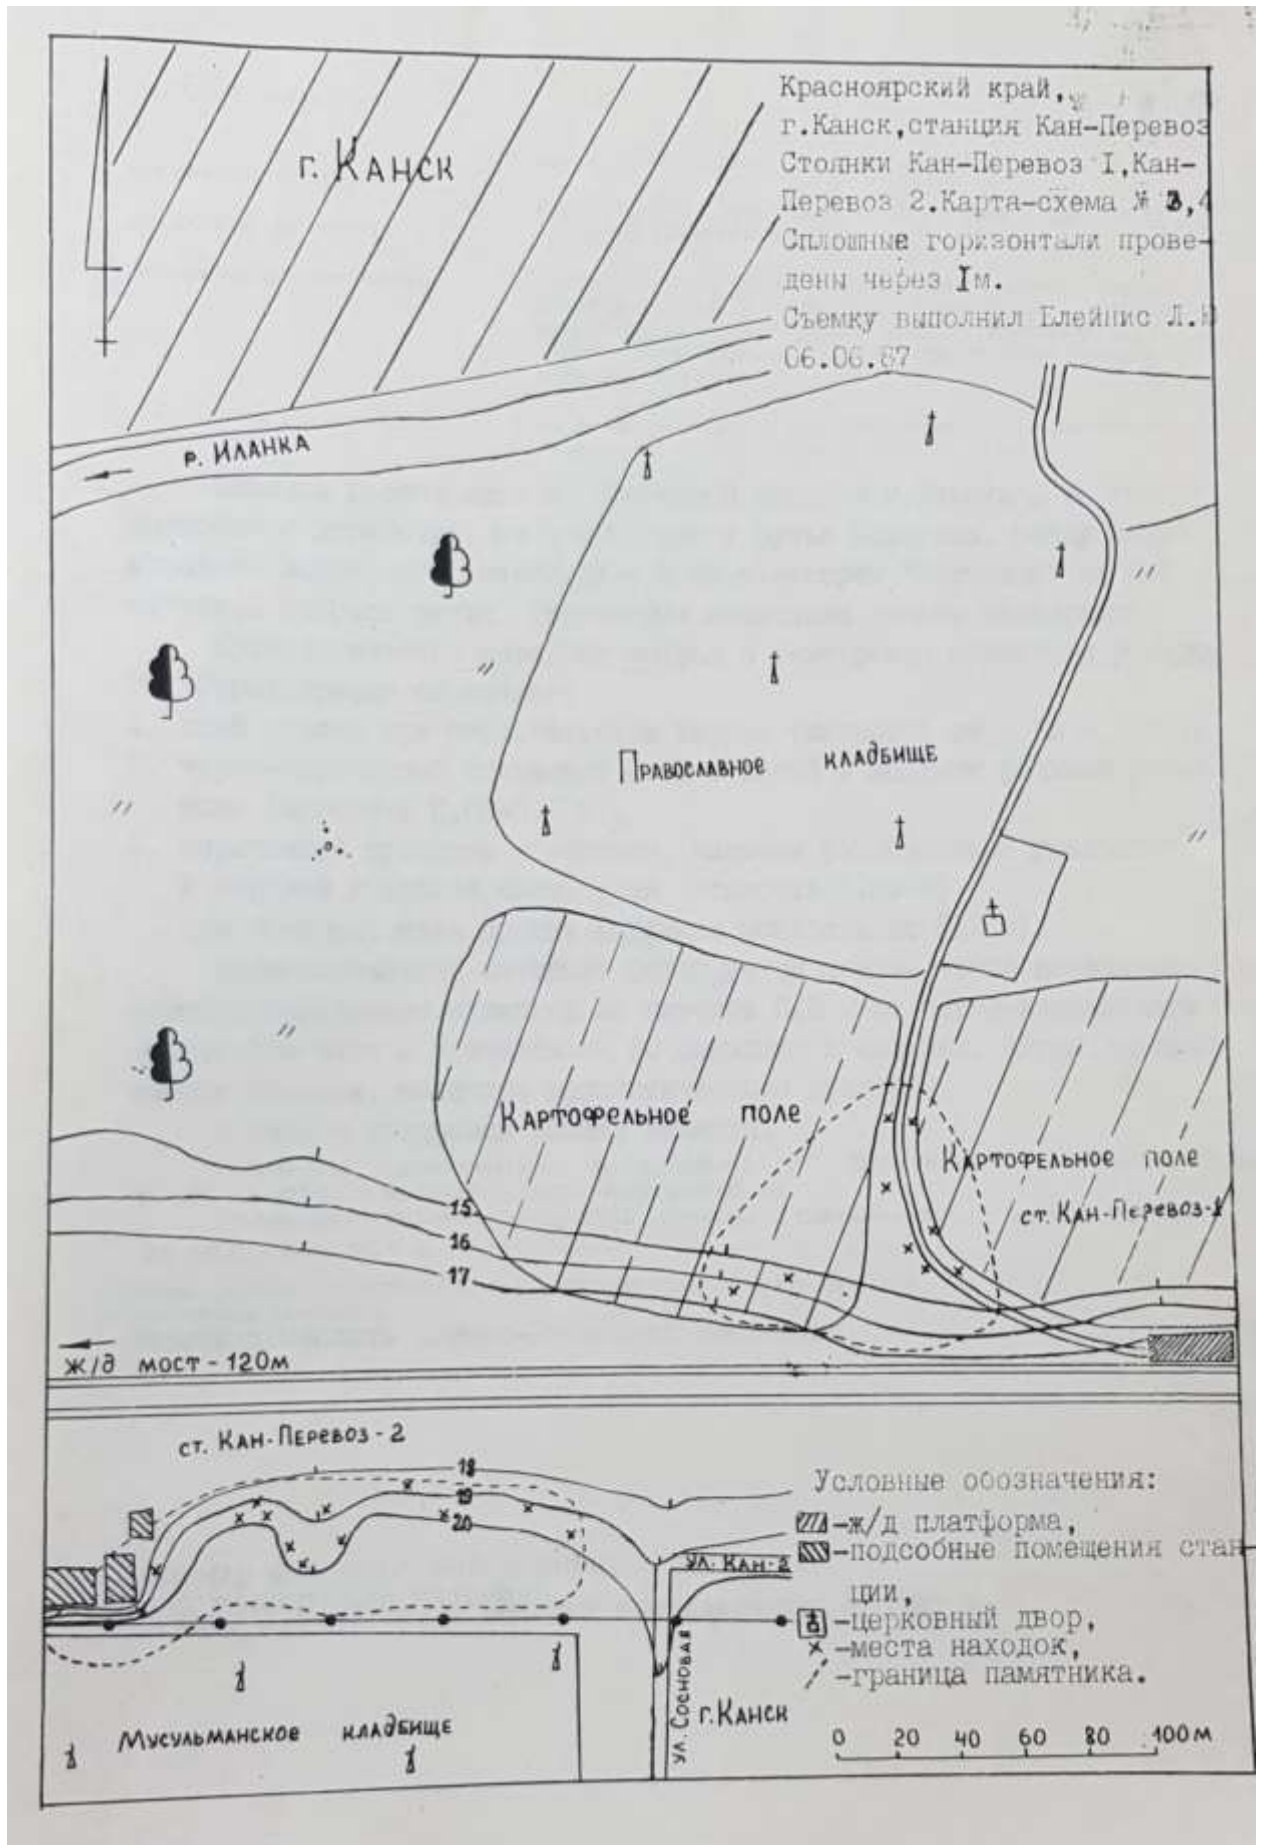 Красноярский край,
г.Канск,станция Кан-Перевоз
Стоянки Кан-Перевоз I,Кан-
Перевоз 2.Карта-схема № 3,4
Сплошные горизонтали прове-
дены через Iм.
Съемку выполнил Елейнис Л.Ю
06.06.87
г. Канск
р. Иланка
Православное кладбище
Картофельное поле
Картофельное поле
ст. Кан-Перевоз-1
15
16
17
ж/д мост - 120м
ст. Кан-Перевоз - 2
18
19
20
ул. Кан-2
ул. Сосновая
г. Канск
Мусульманское кладбище
Условные обозначения:
-ж/д платформа,
-подсобные помещения стан
ции,
-церковный двор,
-места находок,
-граница памятника.
0 20 40 60 80 100м